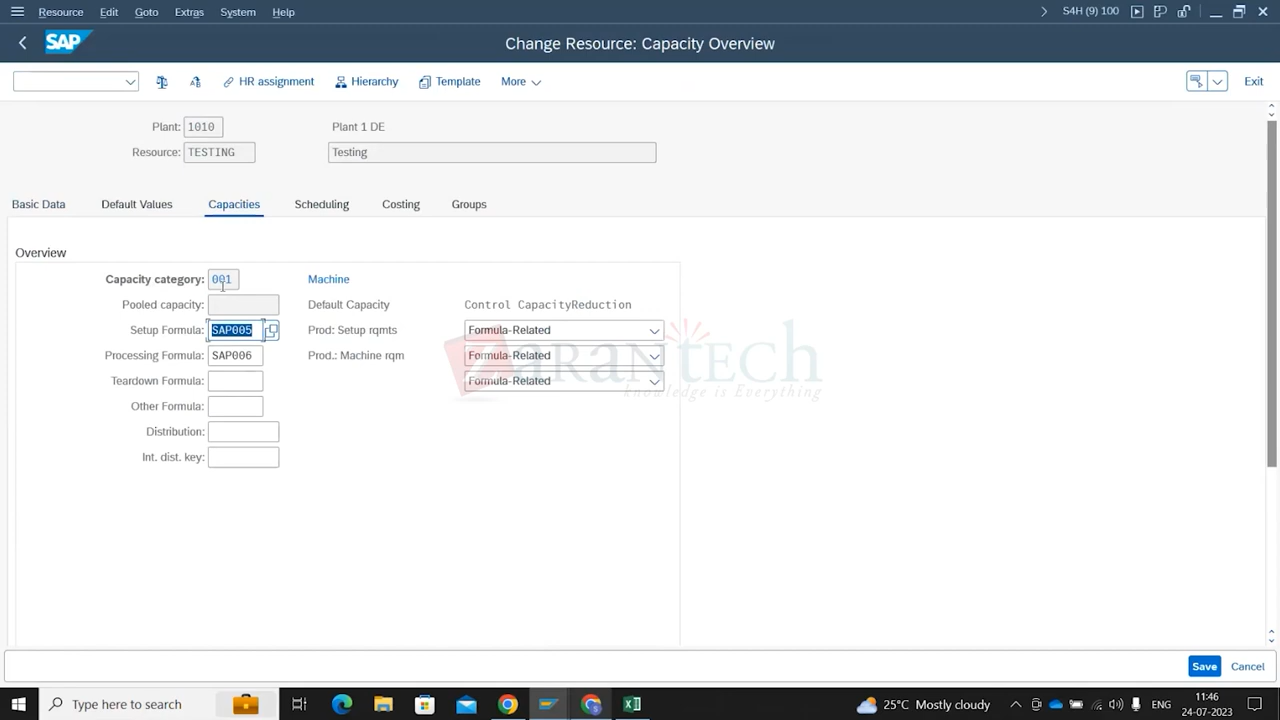 Resource Edit Goto Extras System Help S4H (9) 100
SAP Change Resource: Capacity Overview
HR assignment Hierarchy Template More Exit
Plant: 1010 Plant 1 DE
Resource: TESTING Testing
Basic Data Default Values Capacities Scheduling Costing Groups
Overview
Capacity category: 001 Machine
Pooled capacity: Default Capacity Control CapacityReduction
Setup Formula: SAP005 Prod: Setup rqmts Formula-Related
Processing Formula: SAP006 Prod.: Machine rqm Formula-Related
Teardown Formula: Formula-Related
Other Formula:
Distribution:
Int. dist. key:
ZaranTech
knowledge is Everything
Save Cancel
Type here to search 25°C Mostly cloudy ENG 11:46
24-07-2023